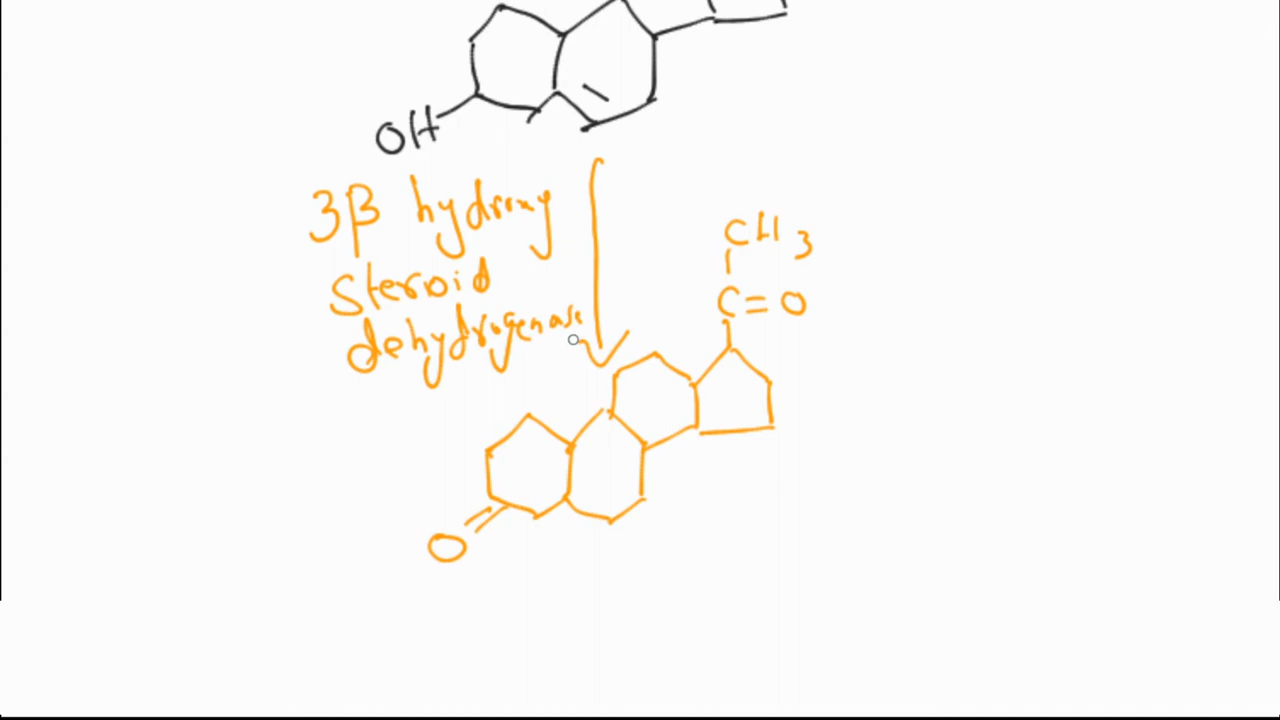 OH
3β hydroxy
steroid
dehydrogenase
CH3
C=O
O